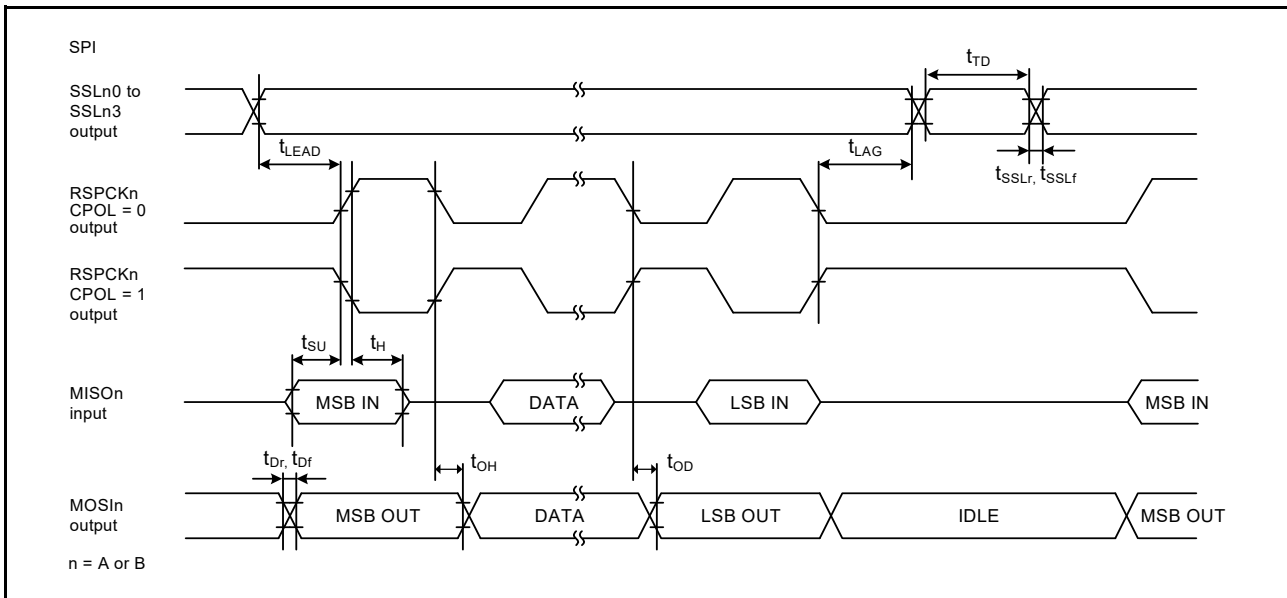 SPI
SSLn0 to
SSLn3
output
tTD
tLEAD
tLAG
tSSLr, tSSLf
RSPCKn
CPOL = 0
output
RSPCKn
CPOL = 1
output
tSU
tH
MISOn
input
MSB IN
DATA
LSB IN
MSB IN
tDr, tDf
tOH
tOD
MOSIn
output
MSB OUT
DATA
LSB OUT
IDLE
MSB OUT
n = A or B